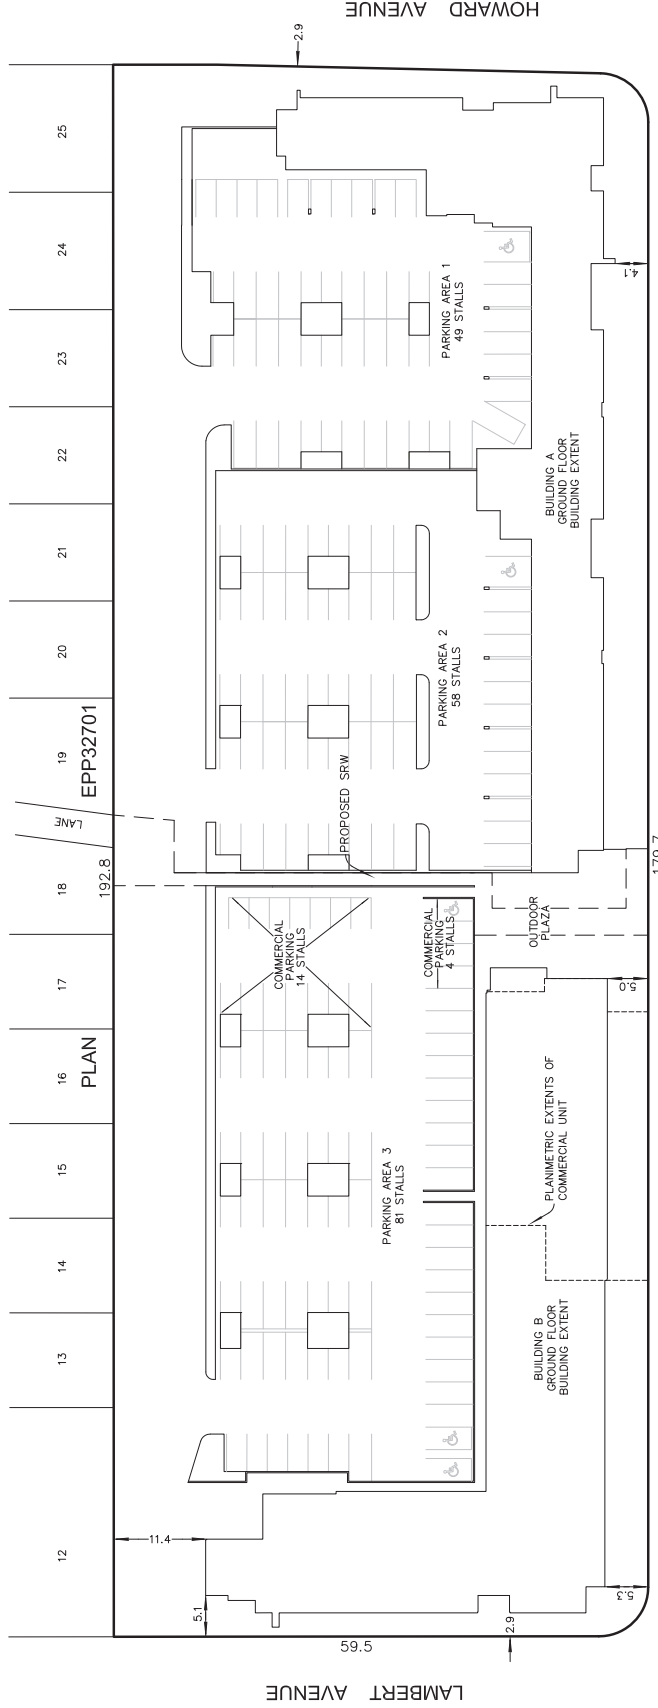 HOWARD AVENUE
2.9
25
24
23
22
21
20
19
18
17
16
15
14
13
12
PARKING AREA 1
49 STALLS
4.1
BUILDING A
GROUND FLOOR
BUILDING EXTENT
PARKING AREA 2
58 STALLS
PLAN EPP32701
LANE
192.8
PROPOSED SRW
179.7
COMMERCIAL
PARKING
14 STALLS
COMMERCIAL
PARKING
4 STALLS
OUTDOOR
PLAZA
5.0
PLANIMETRIC EXTENTS OF
COMMERCIAL UNIT
PARKING AREA 3
81 STALLS
BUILDING B
GROUND FLOOR
BUILDING EXTENT
11.4
5.1
5.3
2.9
59.5
LAMBERT AVENUE